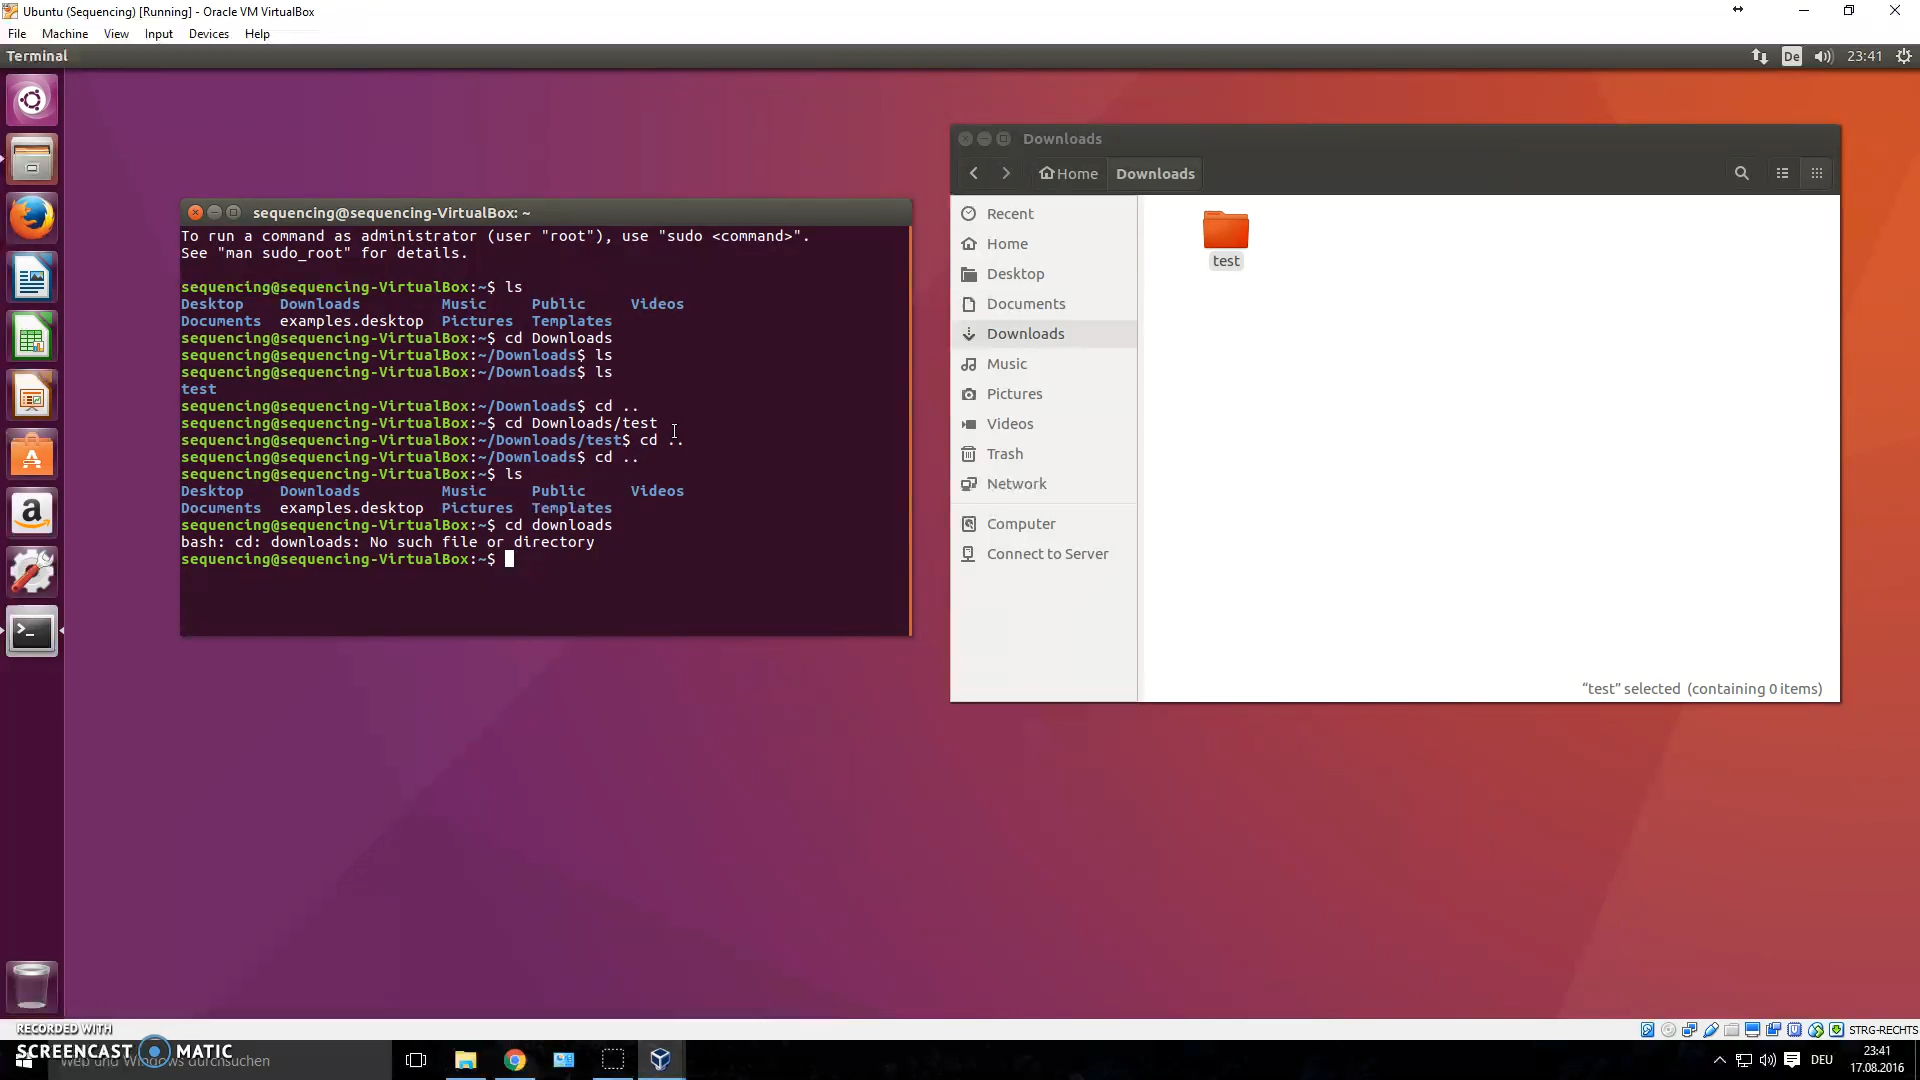 Ubuntu (Sequencing) [Running] - Oracle VM VirtualBox
File Machine View Input Devices Help
Terminal
De
23:41
Downloads
Home Downloads
Recent
Home
Desktop
Documents
Downloads
Music
Pictures
Videos
Trash
Network
Computer
Connect to Server
test
"test" selected (containing 0 items)
sequencing@sequencing-VirtualBox: ~
To run a command as administrator (user "root"), use "sudo <command>".
See "man sudo_root" for details.
sequencing@sequencing-VirtualBox:~$ ls
Desktop Downloads Music Public Videos
Documents examples.desktop Pictures Templates
sequencing@sequencing-VirtualBox:~$ cd Downloads
sequencing@sequencing-VirtualBox:~/Downloads$ ls
sequencing@sequencing-VirtualBox:~/Downloads$ ls
test
sequencing@sequencing-VirtualBox:~/Downloads$ cd ..
sequencing@sequencing-VirtualBox:~$ cd Downloads/test
sequencing@sequencing-VirtualBox:~/Downloads/test$ cd ..
sequencing@sequencing-VirtualBox:~/Downloads$ cd ..
sequencing@sequencing-VirtualBox:~$ ls
Desktop Downloads Music Public Videos
Documents examples.desktop Pictures Templates
sequencing@sequencing-VirtualBox:~$ cd downloads
bash: cd: downloads: No such file or directory
sequencing@sequencing-VirtualBox:~$
STRG-RECHTS
RECORDED WITH
SCREENCAST MATIC
Web und Windows durchsuchen
DEU
23:41
17.08.2016